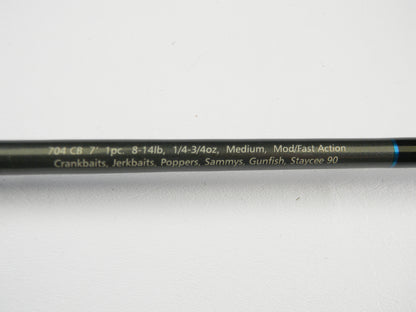 704 CB 7' 1pc. 8-14lb, 1/4-3/4oz, Medium, Mod/Fast Action
Crankbaits, Jerkbaits, Poppers, Sammys, Gunfish, Staycee 90